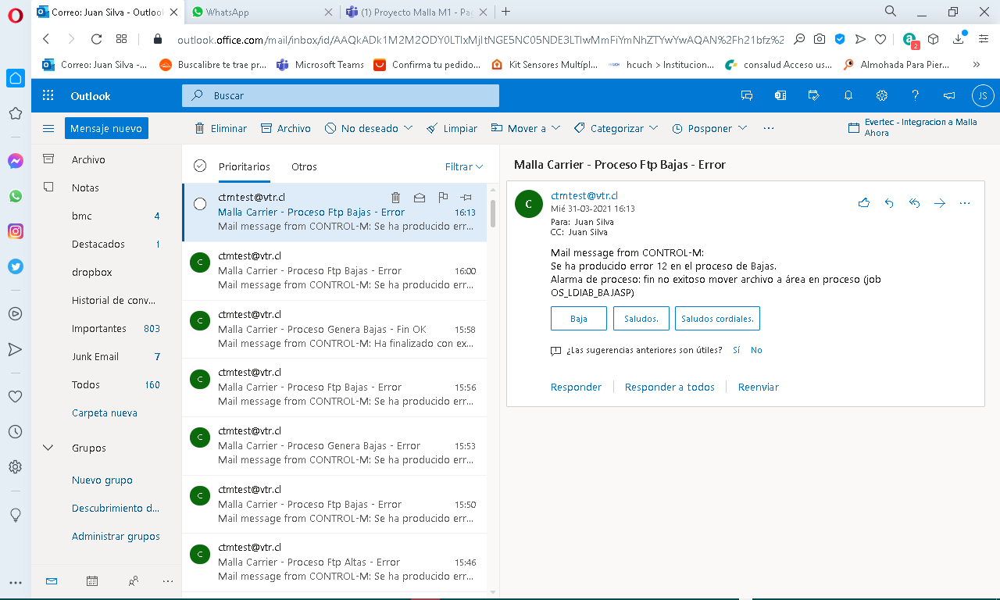 Correo: Juan Silva - Outlook
WhatsApp
(1) Proyecto Malla M1 - Pag
outlook.office.com/mail/inbox/id/AAQkADk1M2M2ODY0LTIxMjItNGE5NC05NDE3LTIwMmFiYmNhZTYwYwAQAN%2Fh21bfz%2
2
Correo: Juan Silva -...
Buscalibre te trae pr...
Microsoft Teams
Confirma tu pedido...
Kit Sensores Multípl...
hcuch > Institucion...
consalud Acceso us...
Almohada Para Pier...
Outlook
Buscar
JS
Mensaje nuevo
Eliminar
Archivo
No deseado
Limpiar
Mover a
Categorizar
Posponer
Evertec - Integracion a Malla
Ahora
Archivo
Notas
bmc 4
Destacados 1
dropbox
Historial de conv...
Importantes 803
Junk Email 7
Todos 160
Carpeta nueva
Grupos
Nuevo grupo
Descubrimiento d...
Administrar grupos
Prioritarios
Otros
Filtrar
ctmtest@vtr.cl
Malla Carrier - Proceso Ftp Bajas - Error 16:13
Mail message from CONTROL-M: Se ha producido err...
C
ctmtest@vtr.cl
Malla Carrier - Proceso Ftp Bajas - Error 16:00
Mail message from CONTROL-M: Se ha producido err...
C
ctmtest@vtr.cl
Malla Carrier - Proceso Genera Bajas - Fin OK 15:58
Mail message from CONTROL-M: Ha finalizado con ex...
C
ctmtest@vtr.cl
Malla Carrier - Proceso Ftp Bajas - Error 15:56
Mail message from CONTROL-M: Se ha producido err...
C
ctmtest@vtr.cl
Malla Carrier - Proceso Genera Bajas - Error 15:53
Mail message from CONTROL-M: Se ha producido err...
C
ctmtest@vtr.cl
Malla Carrier - Proceso Ftp Bajas - Error 15:50
Mail message from CONTROL-M: Se ha producido err...
C
ctmtest@vtr.cl
Malla Carrier - Proceso Ftp Altas - Error 15:46
Mail message from CONTROL-M: Se ha producido err...
Malla Carrier - Proceso Ftp Bajas - Error
C
ctmtest@vtr.cl
Mié 31-03-2021 16:13
Para: Juan Silva
CC: Juan Silva
Mail message from CONTROL-M:
Se ha producido error 12 en el proceso de Bajas.
Alarma de proceso: fin no exitoso mover archivo a área en proceso (job
OS_LDIAB_BAJASP)
Baja
Saludos.
Saludos cordiales.
¿Las sugerencias anteriores son útiles? Sí No
Responder
Responder a todos
Reenviar